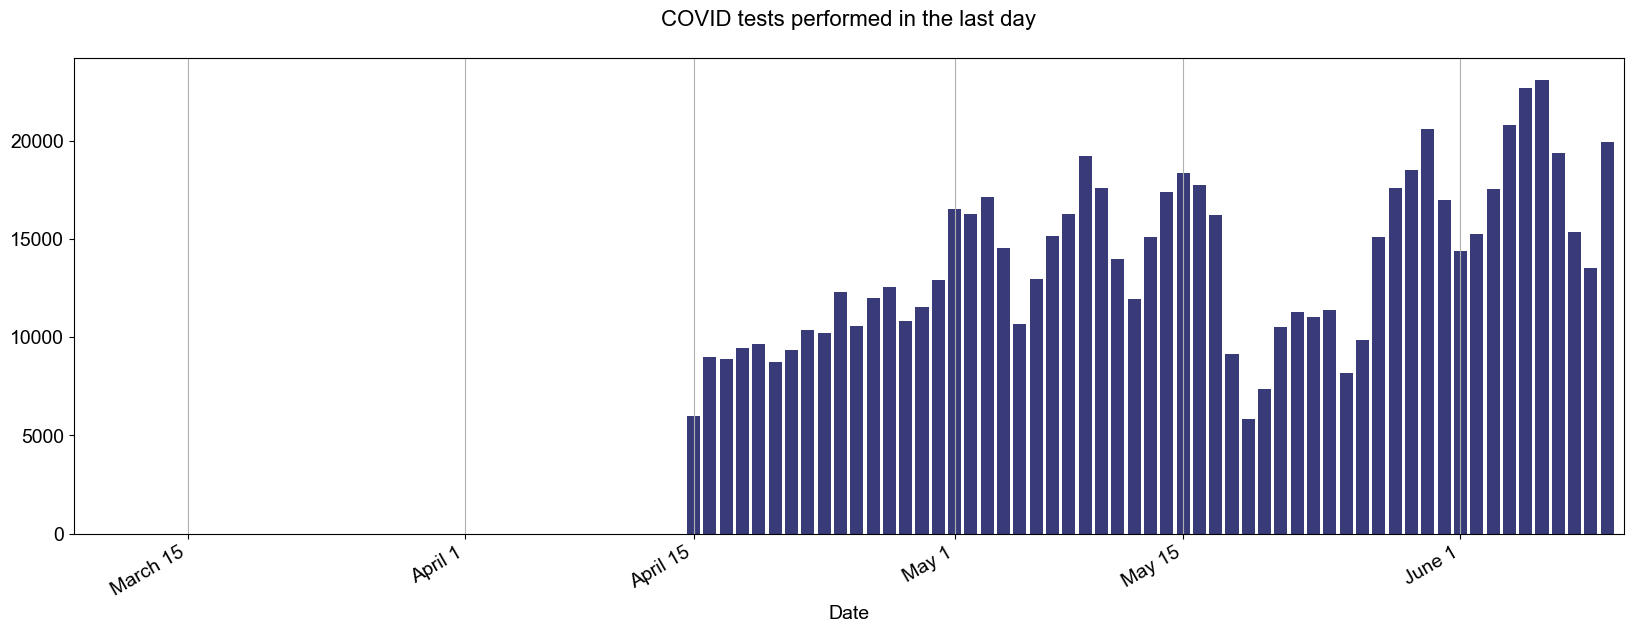 COVID tests performed in the last day
20000
15000
10000
5000
0
March 15
April 1
April 15
May 1
May 15
June 1
Date